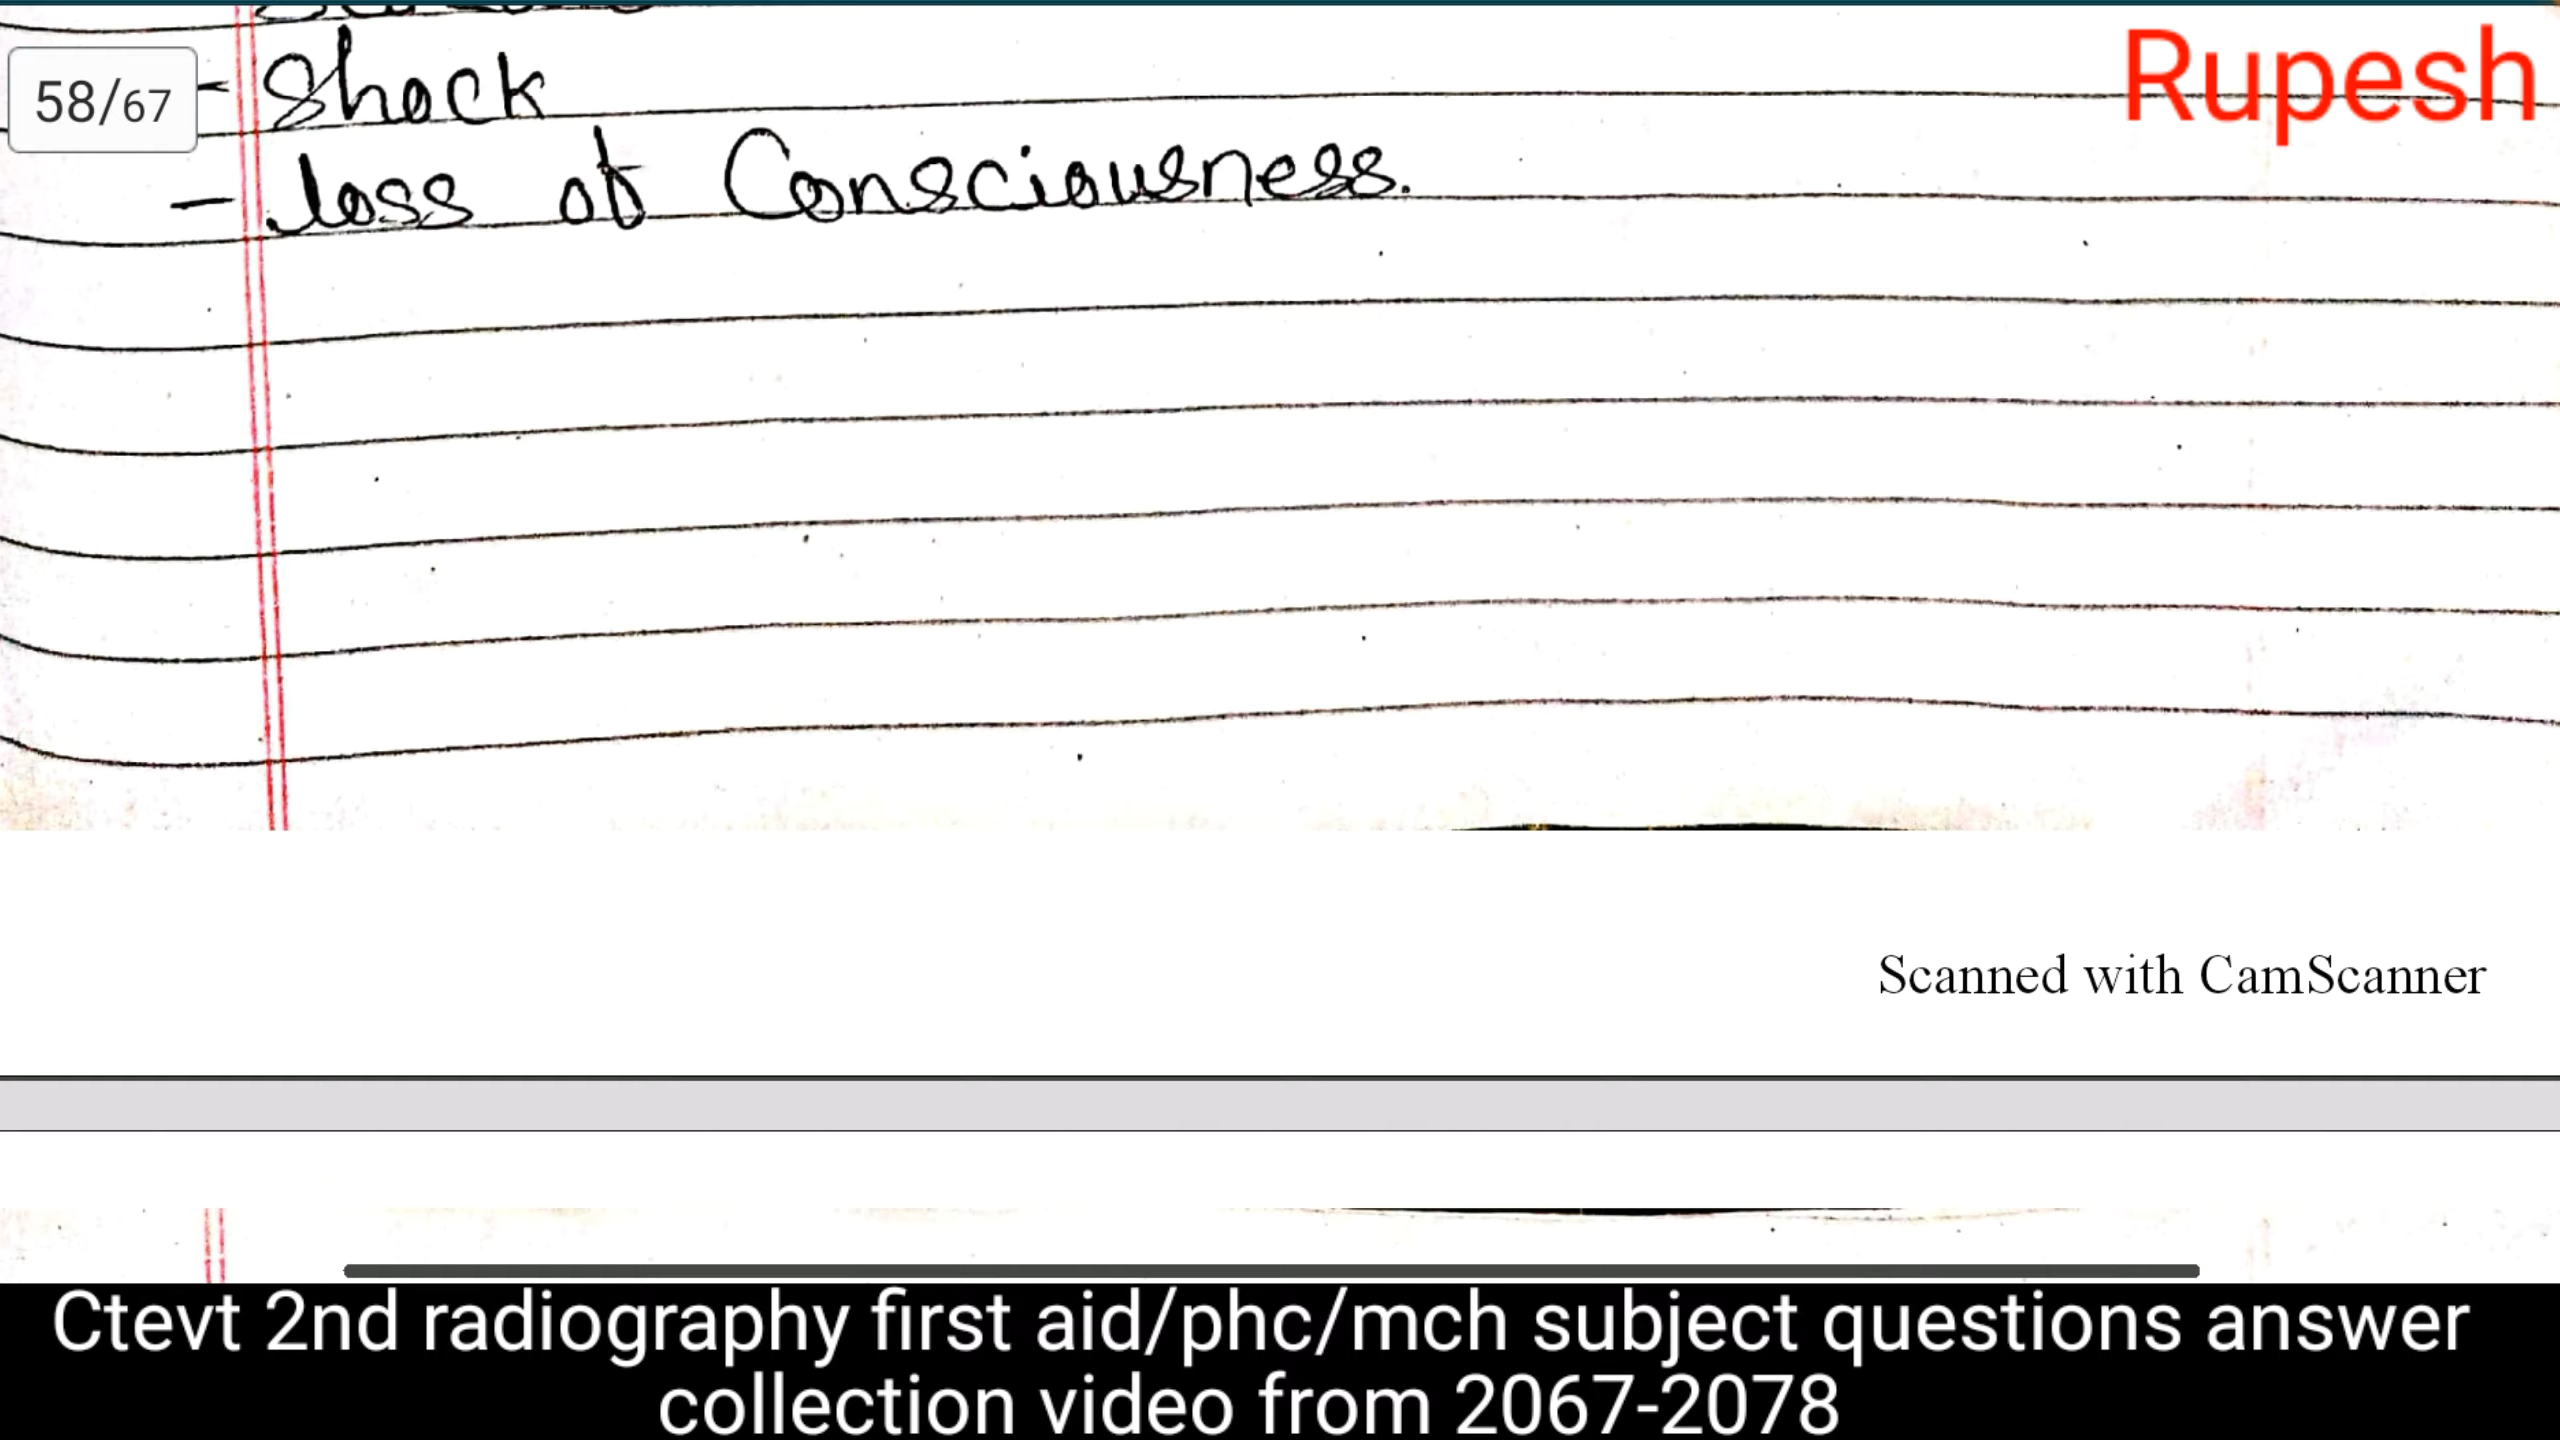 58/67
- Shock
Rupesh
- loss of Consciousness.
Scanned with CamScanner
Ctevt 2nd radiography first aid/phc/mch subject questions answer
collection video from 2067-2078